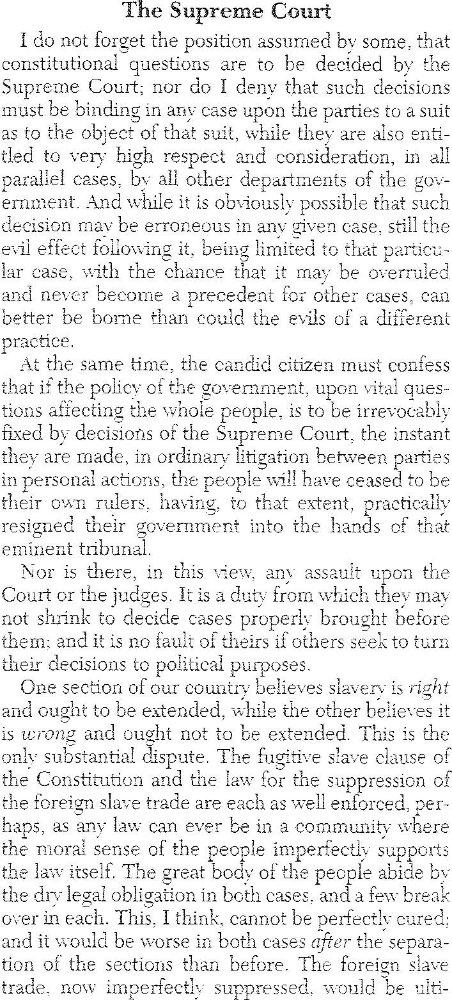 The Supreme Court
I do not forget the position assumed by some, that
constitutional questions are to be decided by the
Supreme Court; nor do I deny that such decisions
must be binding in any case upon the parties to a suit
as to the object of that suit, while they are also enti-
tled to very high respect and consideration, in all
parallel cases, by all other departments of the gov-
ernment. And while it is obviously possible that such
decision may be erroneous in any given case, still the
evil effect following it, being limited to that particu-
lar case, with the chance that it may be overruled
and never become a precedent for other cases, can
better be borne than could the evils of a different
practice.
At the same time, the candid citizen must confess
that if the policy of the government, upon vital ques-
tions affecting the whole people, is to be irrevocably
fixed by decisions of the Supreme Court, the instant
they are made, in ordinary litigation between parties
in personal actions, the people will have ceased to be
their own rulers, having, to that extent, practically
resigned their government into the hands of that
eminent tribunal.
Nor is there, in this view, any assault upon the
Court or the judges. It is a duty from which they may
not shrink to decide cases properly brought before
them; and it is no fault of theirs if others seek to turn
their decisions to political purposes.
One section of our country believes slavery is right
and ought to be extended, while the other believes it
is wrong and ought not to be extended. This is the
only substantial dispute. The fugitive slave clause of
the Constitution and the law for the suppression of
the foreign slave trade are each as well enforced, per-
haps, as any law can ever be in a community where
the moral sense of the people imperfectly supports
the law itself. The great body of the people abide by
the dry legal obligation in both cases, and a few break
over in each. This, I think, cannot be perfectly cured;
and it would be worse in both cases after the separa-
tion of the sections than before. The foreign slave
trade, now imperfectly suppressed, would be ulti-